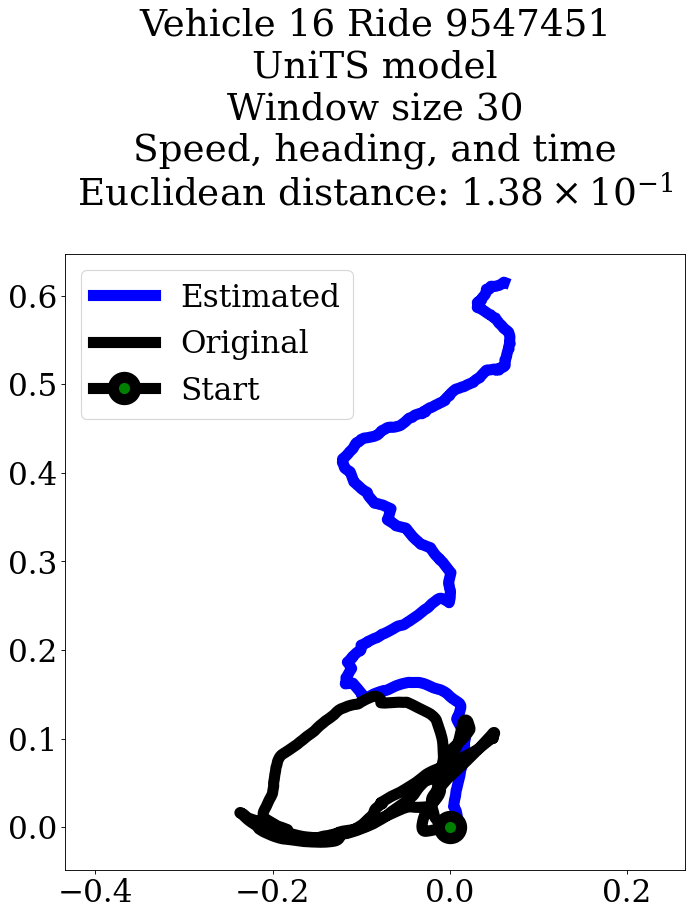 Vehicle 16 Ride 9547451
UniTS model
Window size 30
Speed, heading, and time
Euclidean distance: 1.38 × 10⁻¹
Estimated
Original
Start
0.6
0.5
0.4
0.3
0.2
0.1
0.0
−0.4 −0.2 0.0 0.2